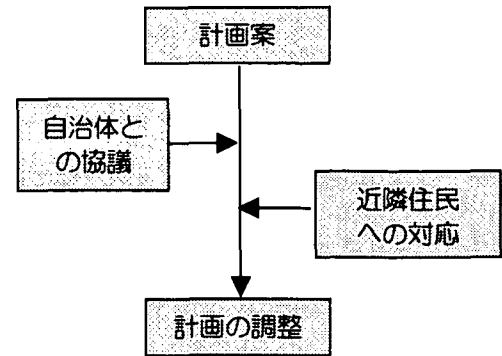 計画案
自治体と
の協議
近隣住民
への対応
計画の調整